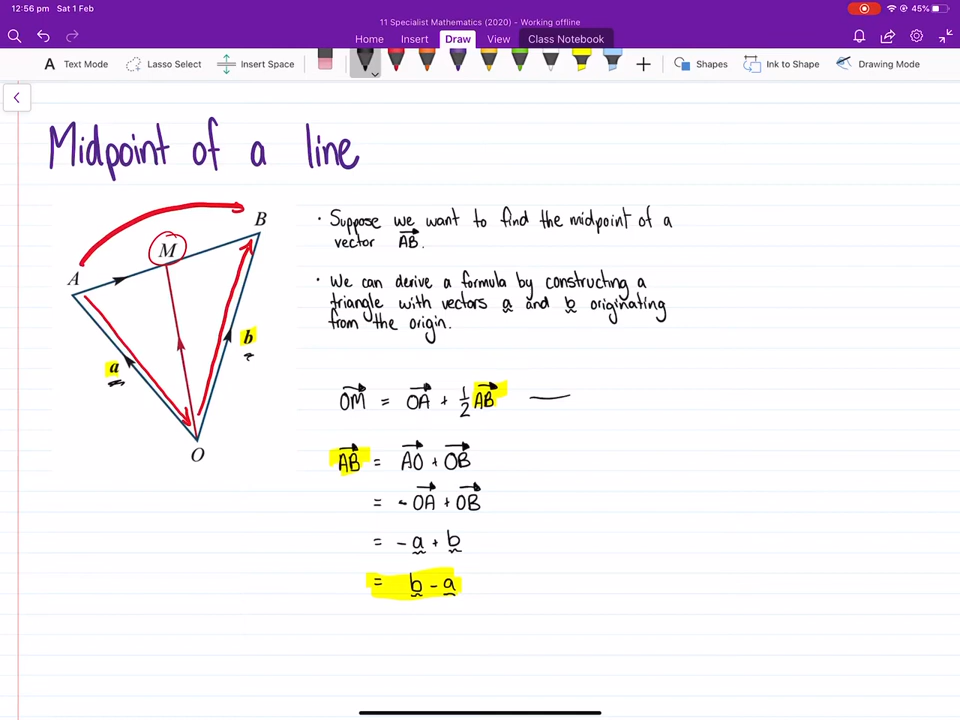 12:56 pm Sat 1 Feb
45%
11 Specialist Mathematics (2020) - Working offline
Home Insert Draw View Class Notebook
A Text Mode Lasso Select Insert Space Shapes Ink to Shape Drawing Mode
Midpoint of a line
B
M
A
b
a
O
· Suppose we want to find the midpoint of a
vector AB⃗.
· We can derive a formula by constructing a
triangle with vectors a̰ and b̰ originating
from the origin.
OM⃗ = OA⃗ + ½ AB⃗ —
AB⃗ = AO⃗ + OB⃗
= - OA⃗ + OB⃗
= - a̰ + b̰
= b̰ - a̰